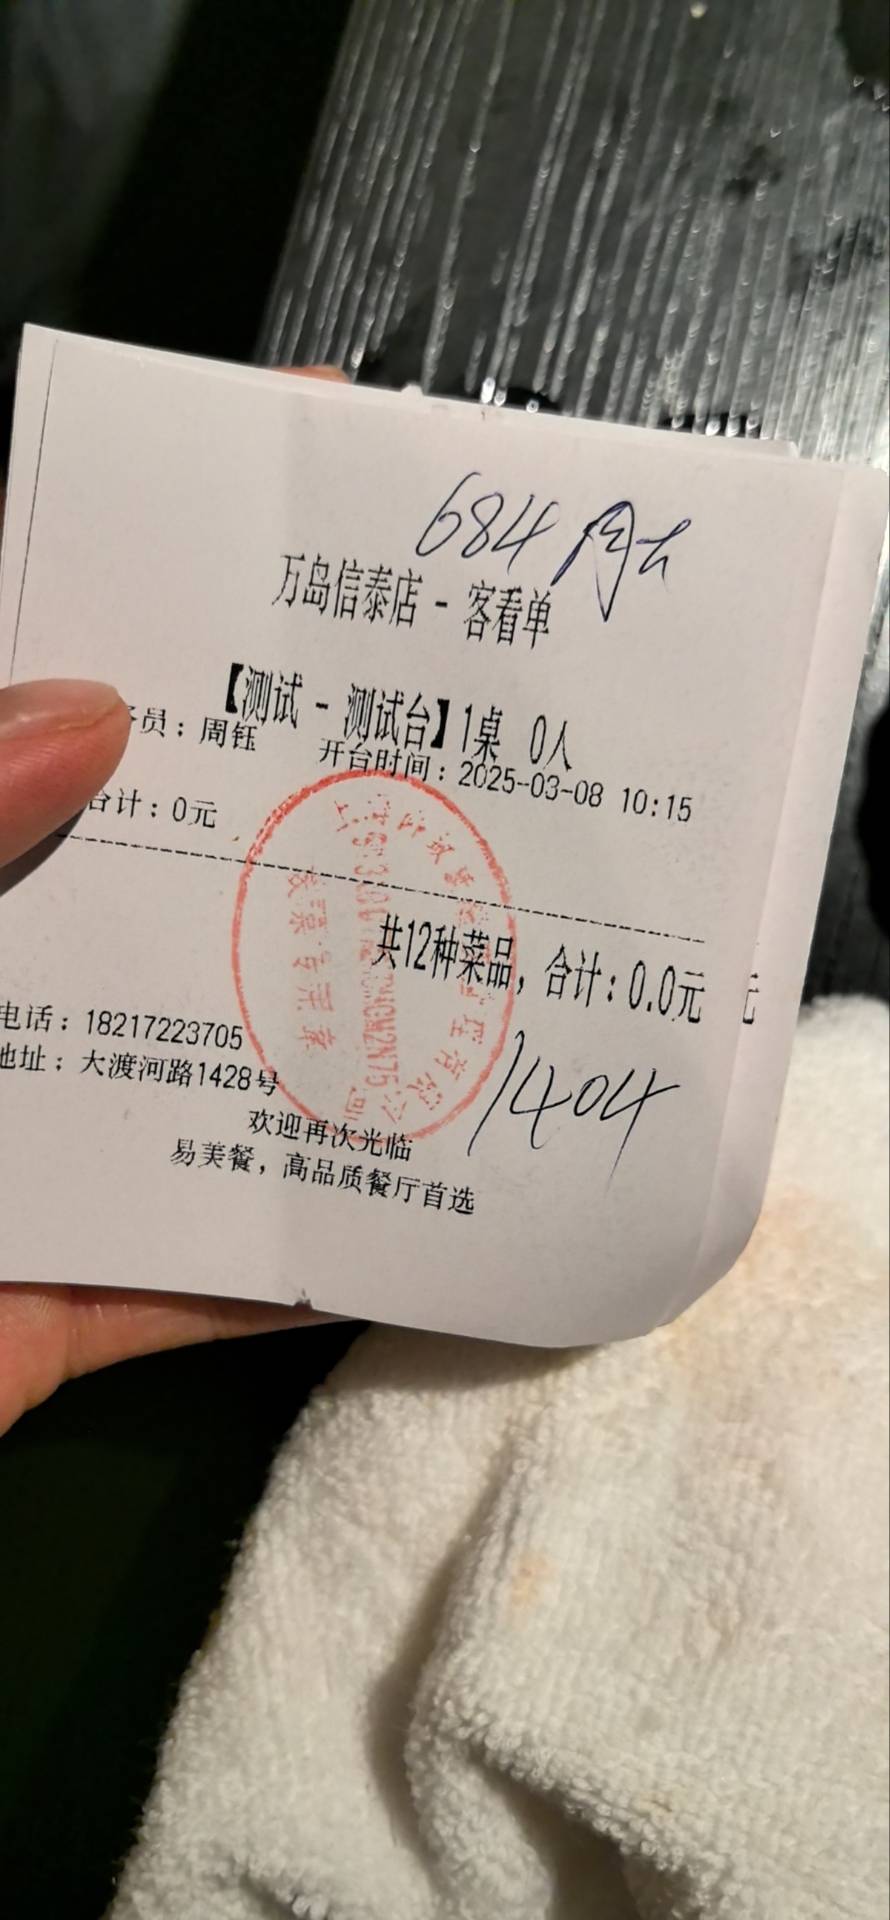 684
万岛信泰店 - 客看单
【测试 - 测试台】1桌 0人
员：周钰 开台时间：2025-03-08 10:15
合计：0元
共12种菜品，合计：0.0元
元
1404
电话：18217223705
地址：大渡河路1428号
欢迎再次光临
易美餐，高品质餐厅首选